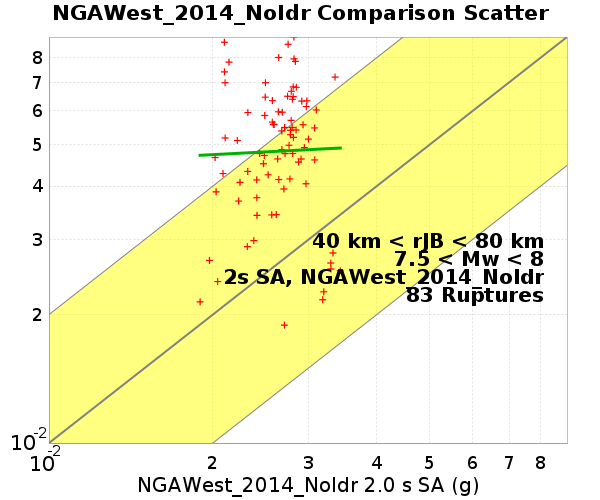 NGAWest_2014_NoIdr Comparison Scatter
8
7
6
5
4
3
2
10-2
40 km < rJB < 80 km
7.5 < Mw < 8
2s SA, NGAWest_2014_NoIdr
83 Ruptures
10-2 2 3 4 5 6 7 8
NGAWest_2014_NoIdr 2.0 s SA (g)